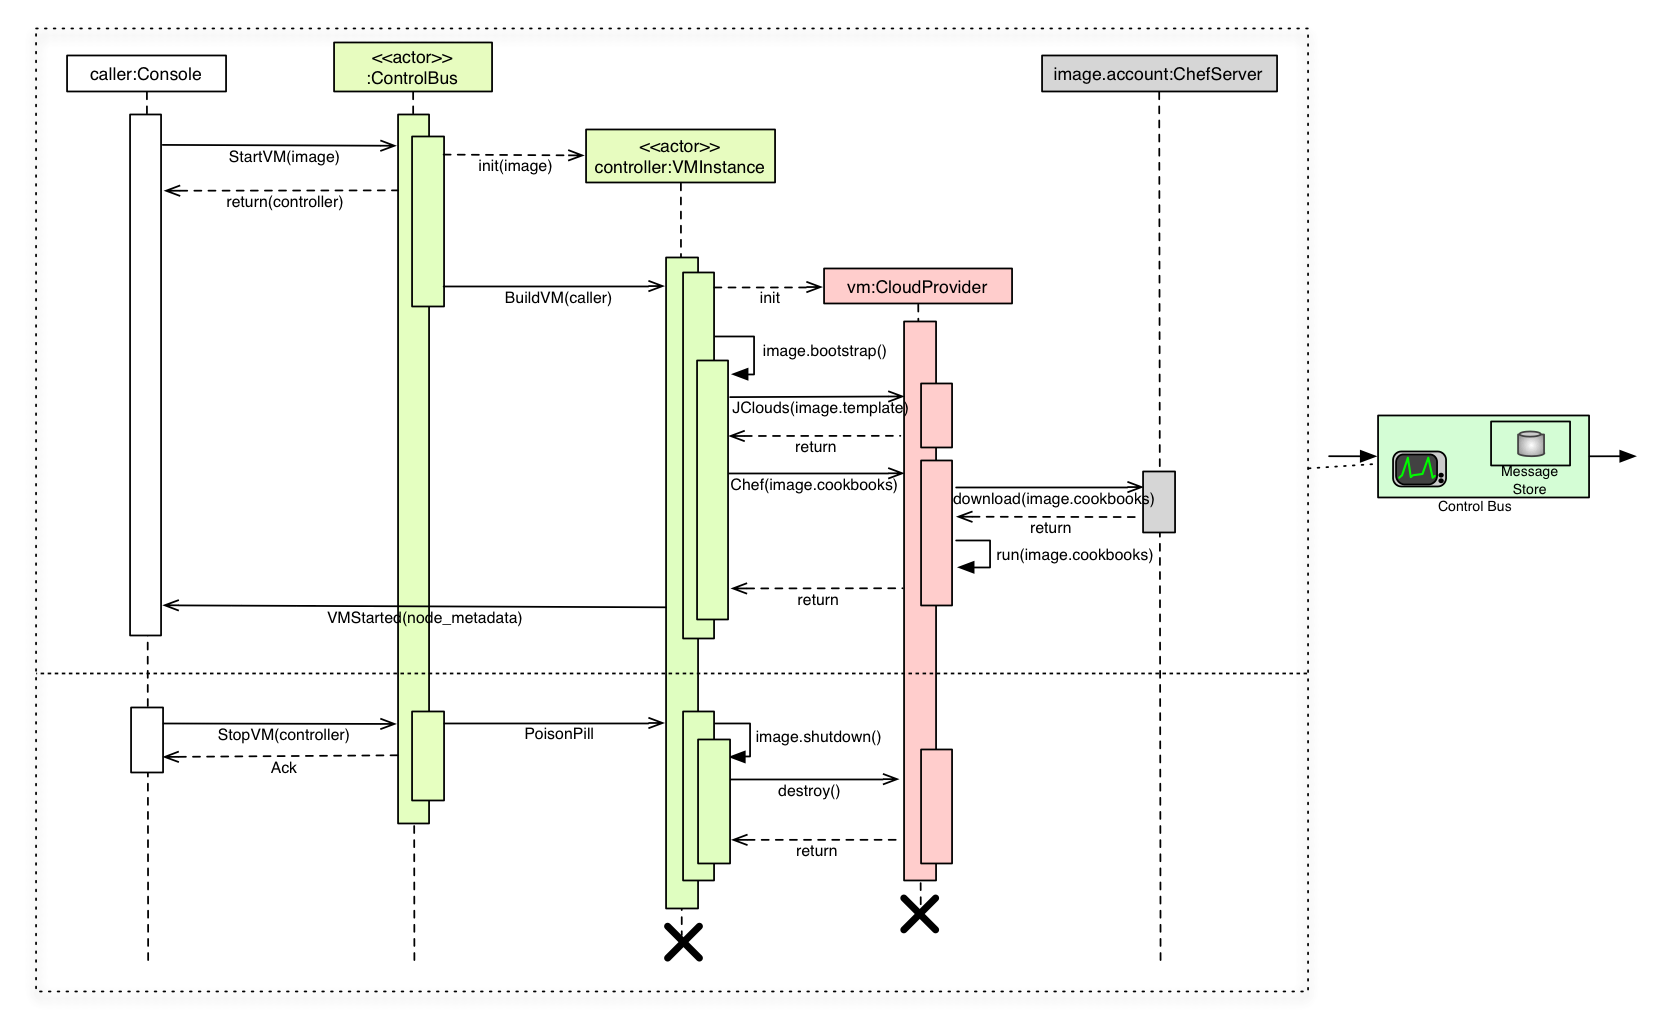 caller:Console
<<actor>>
:ControlBus
image.account:ChefServer
<<actor>>
controller:VMInstance
StartVM(image)
init(image)
return(controller)
vm:CloudProvider
BuildVM(caller)
init
image.bootstrap()
JClouds(image.template)
return
Chef(image.cookbooks)
download(image.cookbooks)
return
run(image.cookbooks)
return
VMStarted(node_metadata)
Message
Store
Control Bus
StopVM(controller)
PoisonPill
image.shutdown()
Ack
destroy()
return